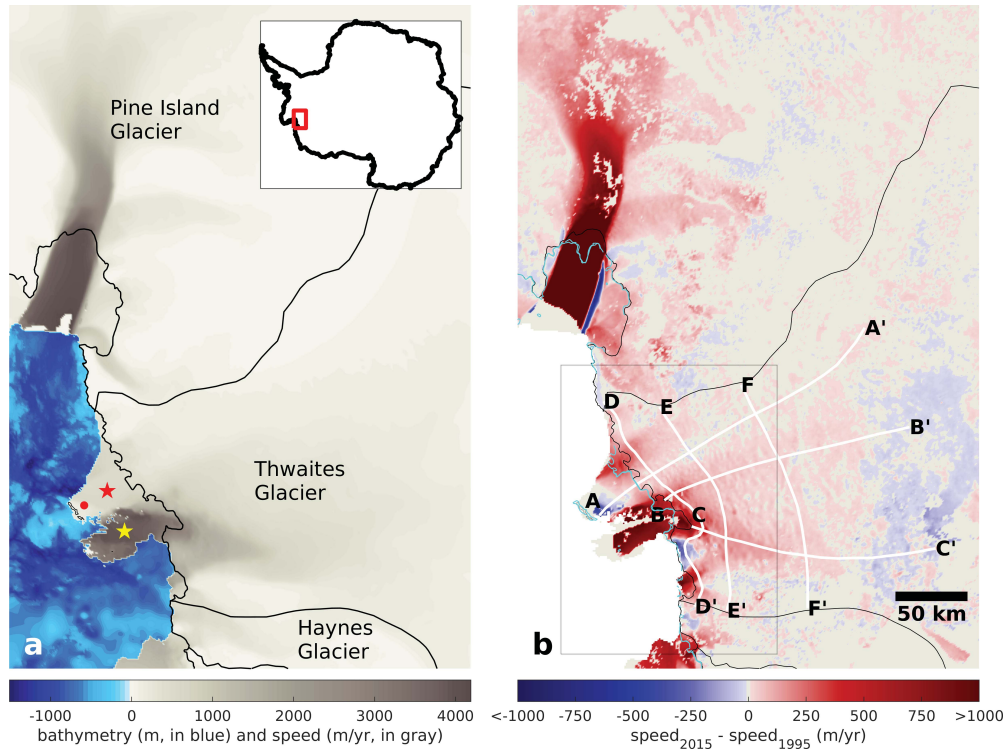 Pine Island
Glacier
Thwaites
Glacier
Haynes
Glacier
a
-1000 0 1000 2000 3000 4000
bathymetry (m, in blue) and speed (m/yr, in gray)
A'
F
D
E
B'
A
B
C
C'
D'
E'
F'
50 km
b
<-1000 -750 -500 -250 0 250 500 750 >1000
speed2015 - speed1995 (m/yr)